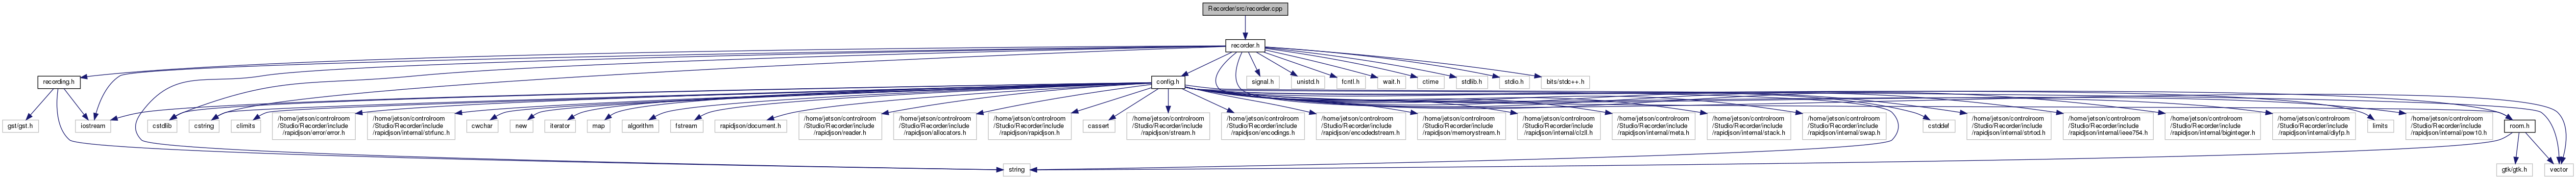 Recorder/src/recorder.cpp
recorder.h
recording.h
config.h
signal.h
unistd.h
fcntl.h
wait.h
ctime
stdlib.h
stdio.h
bits/stdc++.h
gst/gst.h
iostream
cstdlib
cstring
climits
/home/jetson/controlroom
/Studio/Recorder/include
/rapidjson/error/error.h
/home/jetson/controlroom
/Studio/Recorder/include
/rapidjson/internal/strfunc.h
cwchar
new
iterator
map
algorithm
fstream
rapidjson/document.h
/home/jetson/controlroom
/Studio/Recorder/include
/rapidjson/reader.h
/home/jetson/controlroom
/Studio/Recorder/include
/rapidjson/allocators.h
/home/jetson/controlroom
/Studio/Recorder/include
/rapidjson/rapidjson.h
cassert
/home/jetson/controlroom
/Studio/Recorder/include
/rapidjson/stream.h
/home/jetson/controlroom
/Studio/Recorder/include
/rapidjson/encodings.h
/home/jetson/controlroom
/Studio/Recorder/include
/rapidjson/encodedstream.h
/home/jetson/controlroom
/Studio/Recorder/include
/rapidjson/memorystream.h
/home/jetson/controlroom
/Studio/Recorder/include
/rapidjson/internal/clzll.h
/home/jetson/controlroom
/Studio/Recorder/include
/rapidjson/internal/meta.h
/home/jetson/controlroom
/Studio/Recorder/include
/rapidjson/internal/stack.h
/home/jetson/controlroom
/Studio/Recorder/include
/rapidjson/internal/swap.h
cstddef
/home/jetson/controlroom
/Studio/Recorder/include
/rapidjson/internal/strtod.h
/home/jetson/controlroom
/Studio/Recorder/include
/rapidjson/internal/ieee754.h
/home/jetson/controlroom
/Studio/Recorder/include
/rapidjson/internal/biginteger.h
/home/jetson/controlroom
/Studio/Recorder/include
/rapidjson/internal/diyfp.h
limits
/home/jetson/controlroom
/Studio/Recorder/include
/rapidjson/internal/pow10.h
room.h
string
gtk/gtk.h
vector